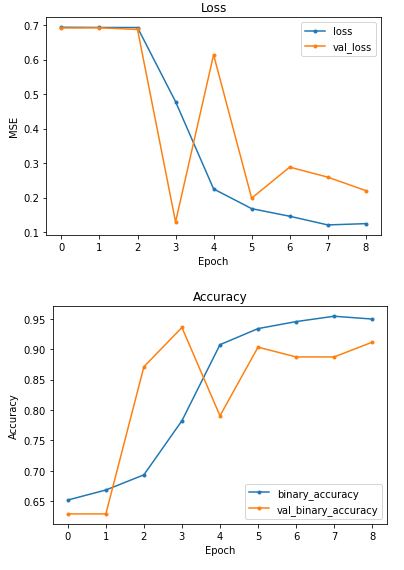 Loss
0.7
0.6
0.5
0.4
0.3
0.2
0.1
MSE
loss
val_loss
0 1 2 3 4 5 6 7 8
Epoch
Accuracy
0.95
0.90
0.85
0.80
0.75
0.70
0.65
Accuracy
binary_accuracy
val_binary_accuracy
0 1 2 3 4 5 6 7 8
Epoch